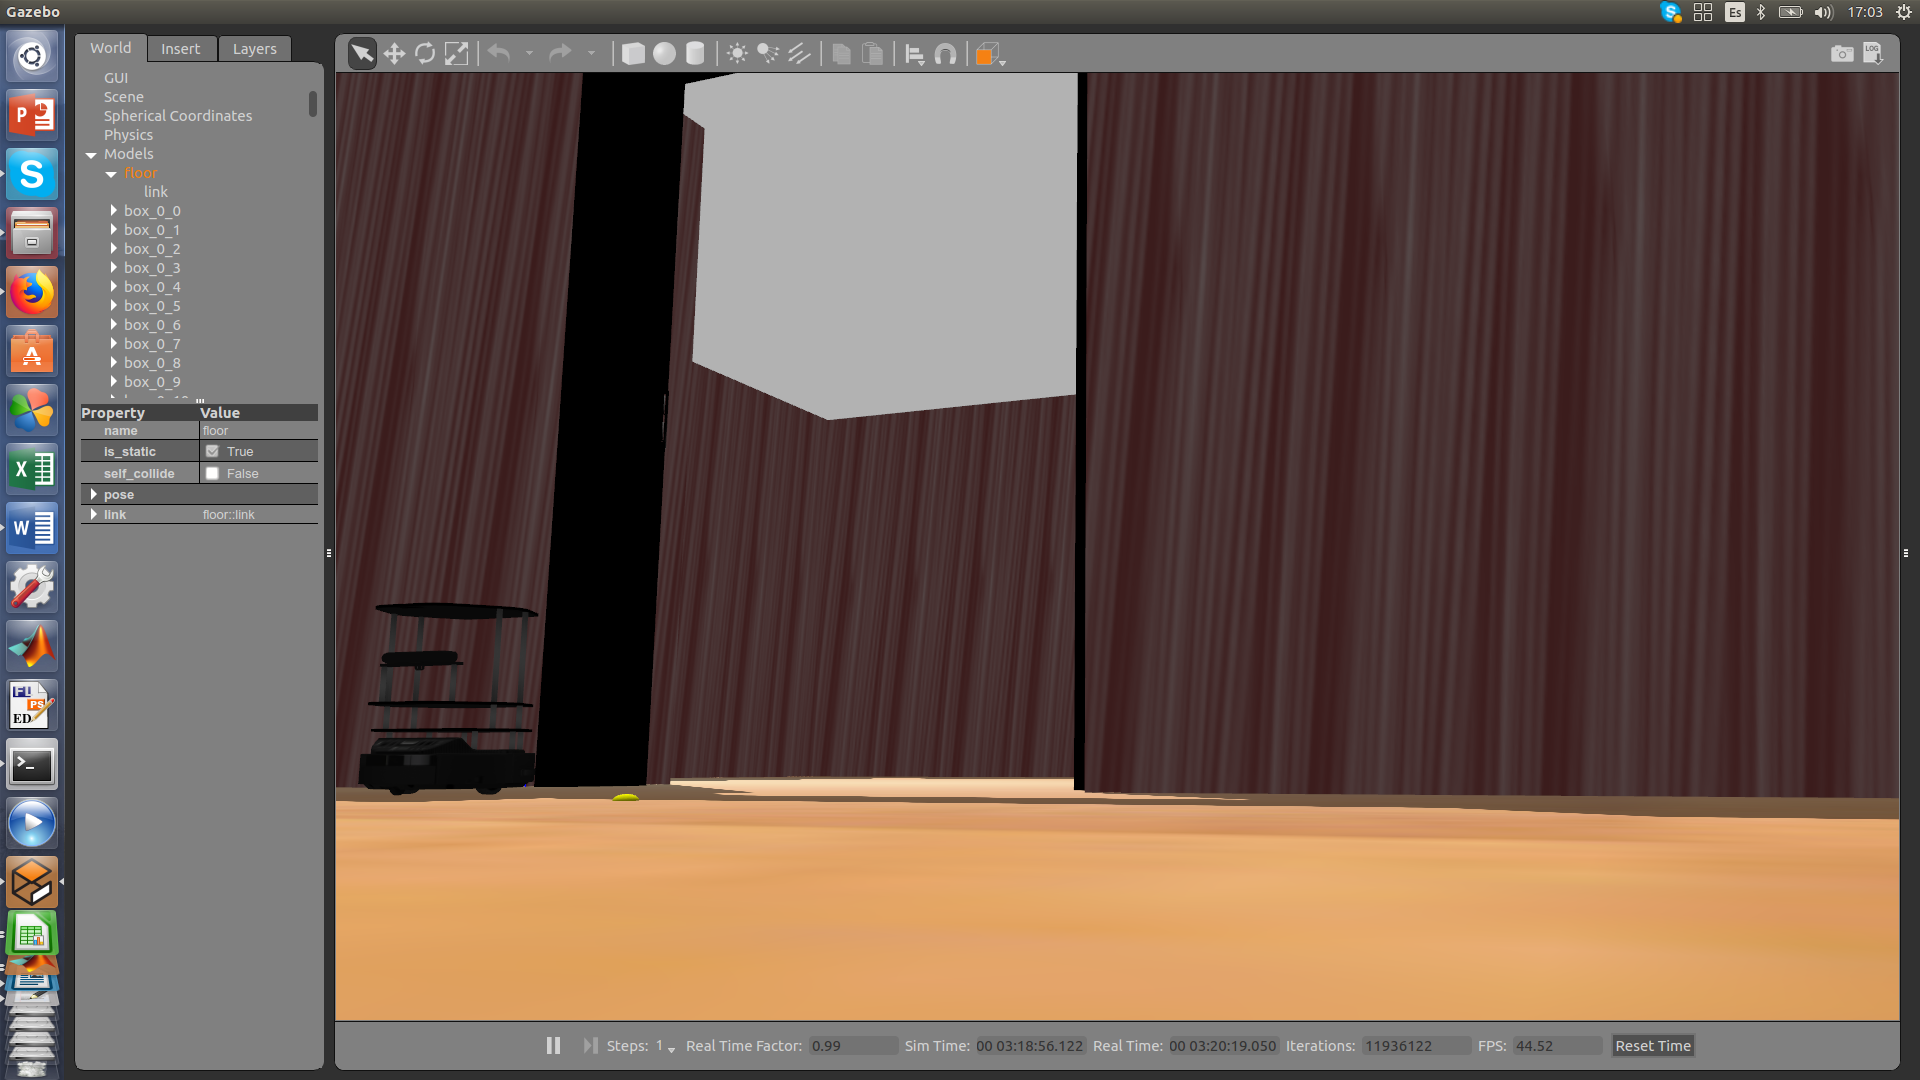 Gazebo
Es
17:03
World Insert Layers
GUI
Scene
Spherical Coordinates
Physics
Models
floor
link
box_0_0
box_0_1
box_0_2
box_0_3
box_0_4
box_0_5
box_0_6
box_0_7
box_0_8
box_0_9
Property Value
name floor
is_static True
self_collide False
pose
link floor::link
LOG
Steps: 1 Real Time Factor: 0.99 Sim Time: 00 03:18:56.122 Real Time: 00 03:20:19.050 Iterations: 11936122 FPS: 44.52 Reset Time